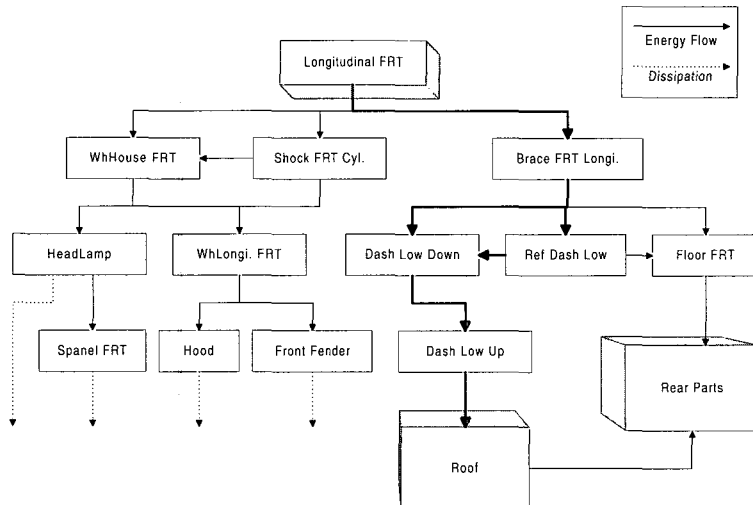 Longitudinal FRT
Energy Flow
Dissipation
WhHouse FRT
Shock FRT Cyl.
Brace FRT Longi.
HeadLamp
WhLongi. FRT
Dash Low Down
Ref Dash Low
Floor FRT
Spanel FRT
Hood
Front Fender
Dash Low Up
Rear Parts
Roof